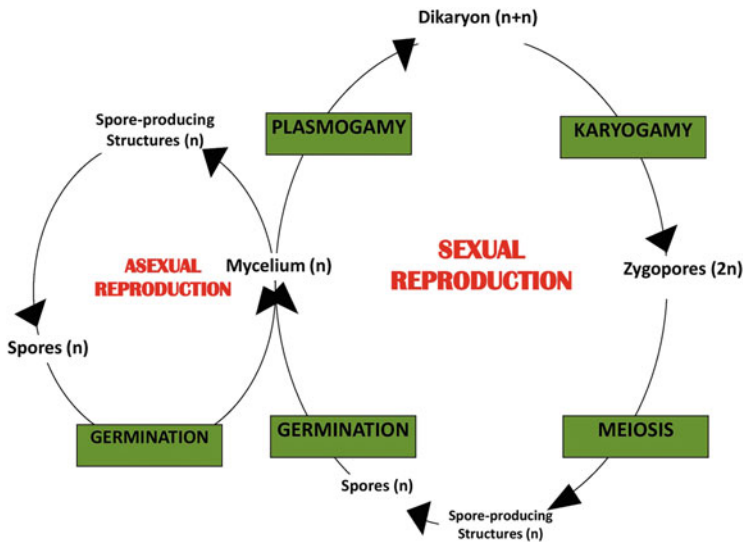 Dikaryon (n+n)
PLASMOGAMY
KARYOGAMY
Spore-producing
Structures (n)
ASEXUAL
REPRODUCTION
Mycelium (n)
SEXUAL
REPRODUCTION
Zygopores (2n)
Spores (n)
GERMINATION
GERMINATION
MEIOSIS
Spores (n)
Spore-producing
Structures (n)